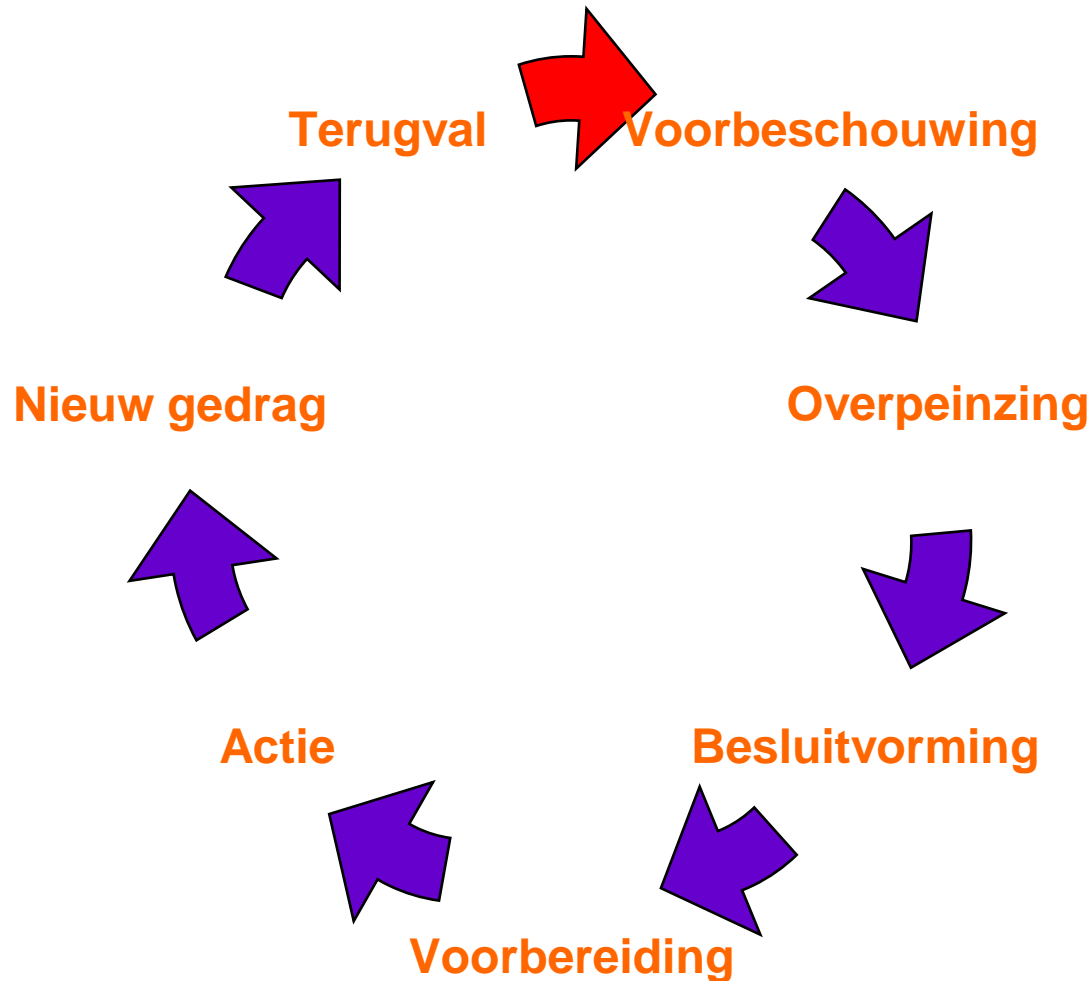 Terugval
Voorbeschouwing
Nieuw gedrag
Overpeinzing
Actie
Besluitvorming
Voorbereiding